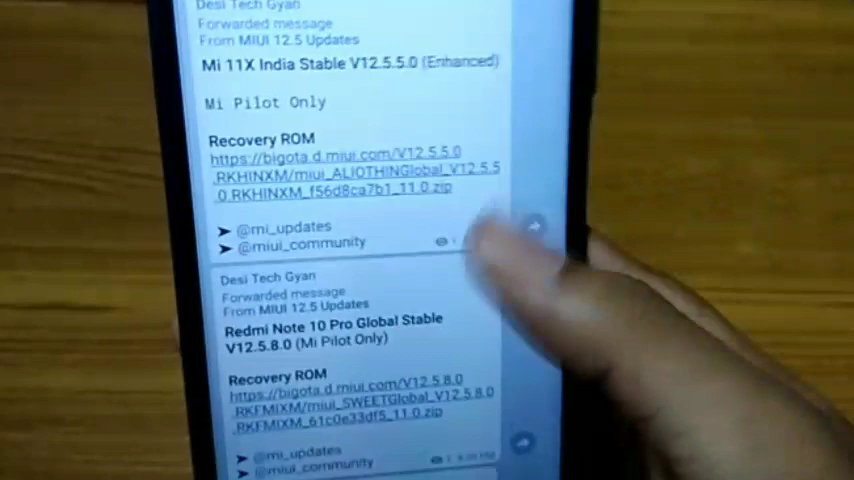 Desi Tech Gyan
Forwarded message
From MIUI 12.5 Updates
Mi 11X India Stable V12.5.5.0 (Enhanced)
Mi Pilot Only
Recovery ROM
https://bigota.d.miui.com/V12.5.5.0
.RKHINXM/miui_ALIOTHINGlobal_V12.5.5
.0.RKHINXM_f56d8ca7b1_11.0.zip
➤ @mi_updates
➤ @miui_community
Desi Tech Gyan
Forwarded message
From MIUI 12.5 Updates
Redmi Note 10 Pro Global Stable
V12.5.8.0 (Mi Pilot Only)
Recovery ROM
https://bigota.d.miui.com/V12.5.8.0
.RKFMIXM/miui_SWEETGlobal_V12.5.8.0
.RKFMIXM_61c0e33df5_11.0.zip
➤ @mi_updates
➤ @miui_community